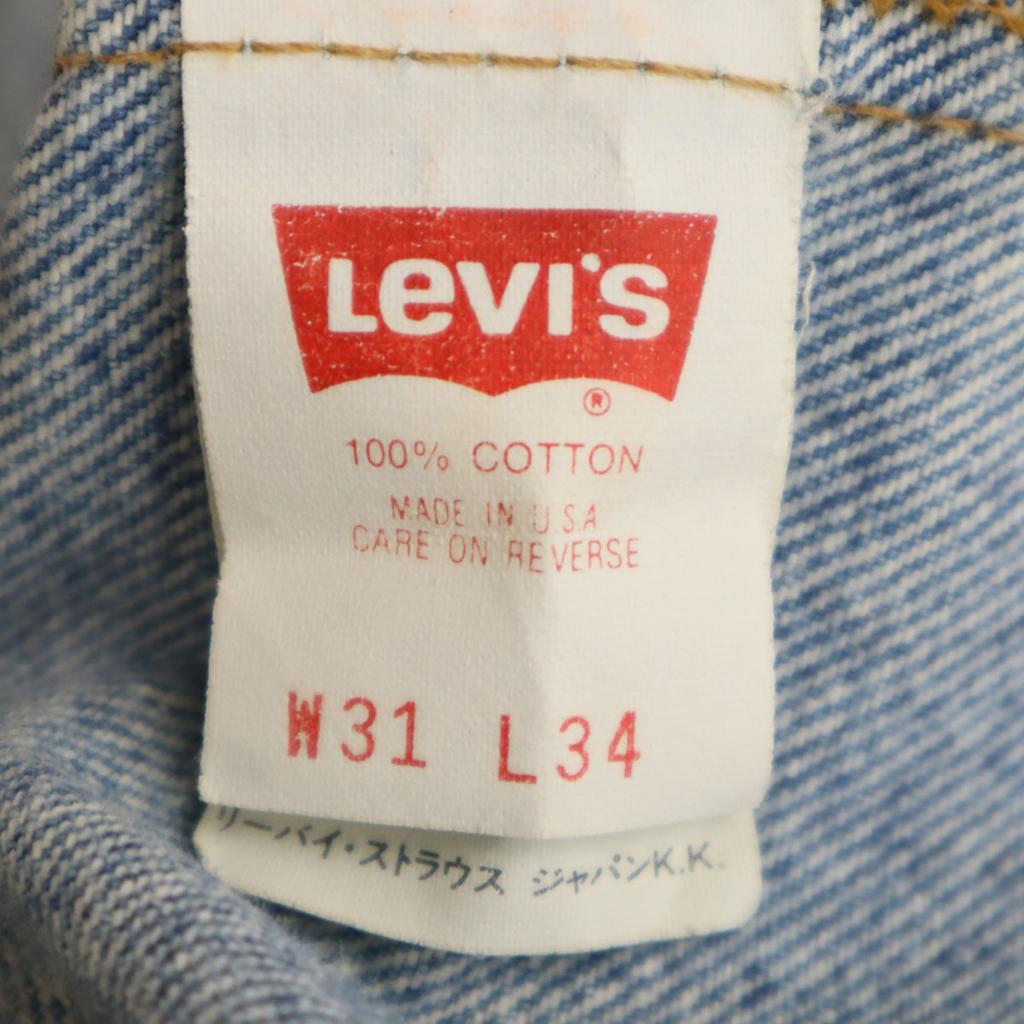 Levi's
®
100% COTTON
MADE IN U.S.A
CARE ON REVERSE
W31 L34
リーバイ・ストラウス ジャパンK.K.